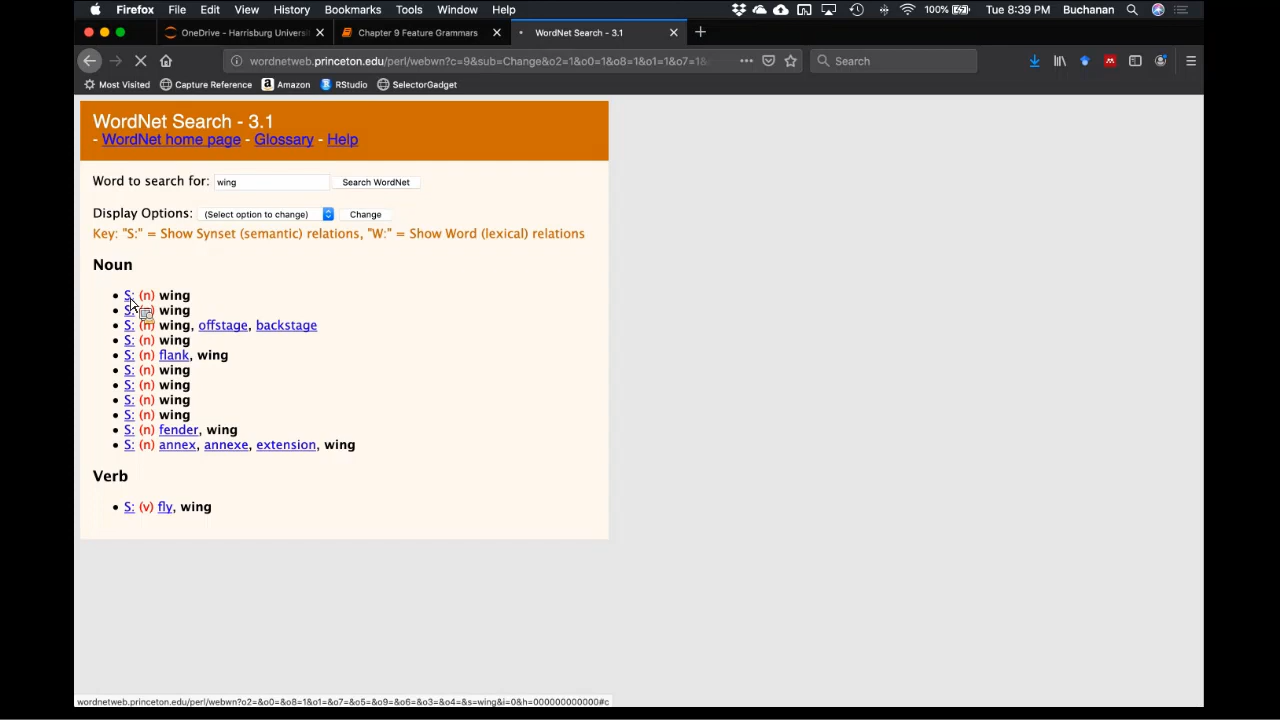 Firefox File Edit View History Bookmarks Tools Window Help 100% Tue 8:39 PM Buchanan
OneDrive - Harrisburg Universi Chapter 9 Feature Grammars WordNet Search - 3.1
wordnetweb.princeton.edu/perl/webwn?c=9&sub=Change&o2=1&o0=1&o8=1&o1=1&o7=1& Search
Most Visited Capture Reference Amazon RStudio SelectorGadget
WordNet Search - 3.1
- WordNet home page - Glossary - Help
Word to search for: wing Search WordNet
Display Options: (Select option to change) Change
Key: "S:" = Show Synset (semantic) relations, "W:" = Show Word (lexical) relations
Noun
• S: (n) wing
• S: (n) wing
• S: (n) wing, offstage, backstage
• S: (n) wing
• S: (n) flank, wing
• S: (n) wing
• S: (n) wing
• S: (n) wing
• S: (n) wing
• S: (n) fender, wing
• S: (n) annex, annexe, extension, wing
Verb
• S: (v) fly, wing
wordnetweb.princeton.edu/perl/webwn?o2=&o0=&o8=1&o1=&o7=&o5=&o9=&o6=&o3=&o4=&s=wing&i=0&h=000000000000#c